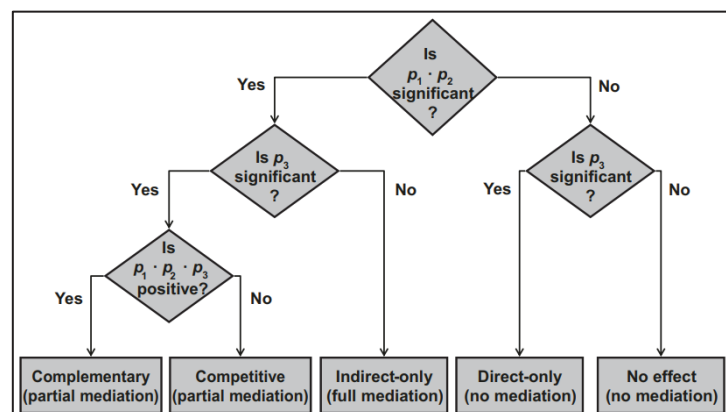 Is
p₁ · p₂
significant
?
Yes
No
Is p₃
significant
?
Is p₃
significant
?
Yes
No
Yes
No
Is
p₁ · p₂ · p₃
positive?
Yes
No
Complementary
(partial mediation)
Competitive
(partial mediation)
Indirect-only
(full mediation)
Direct-only
(no mediation)
No effect
(no mediation)